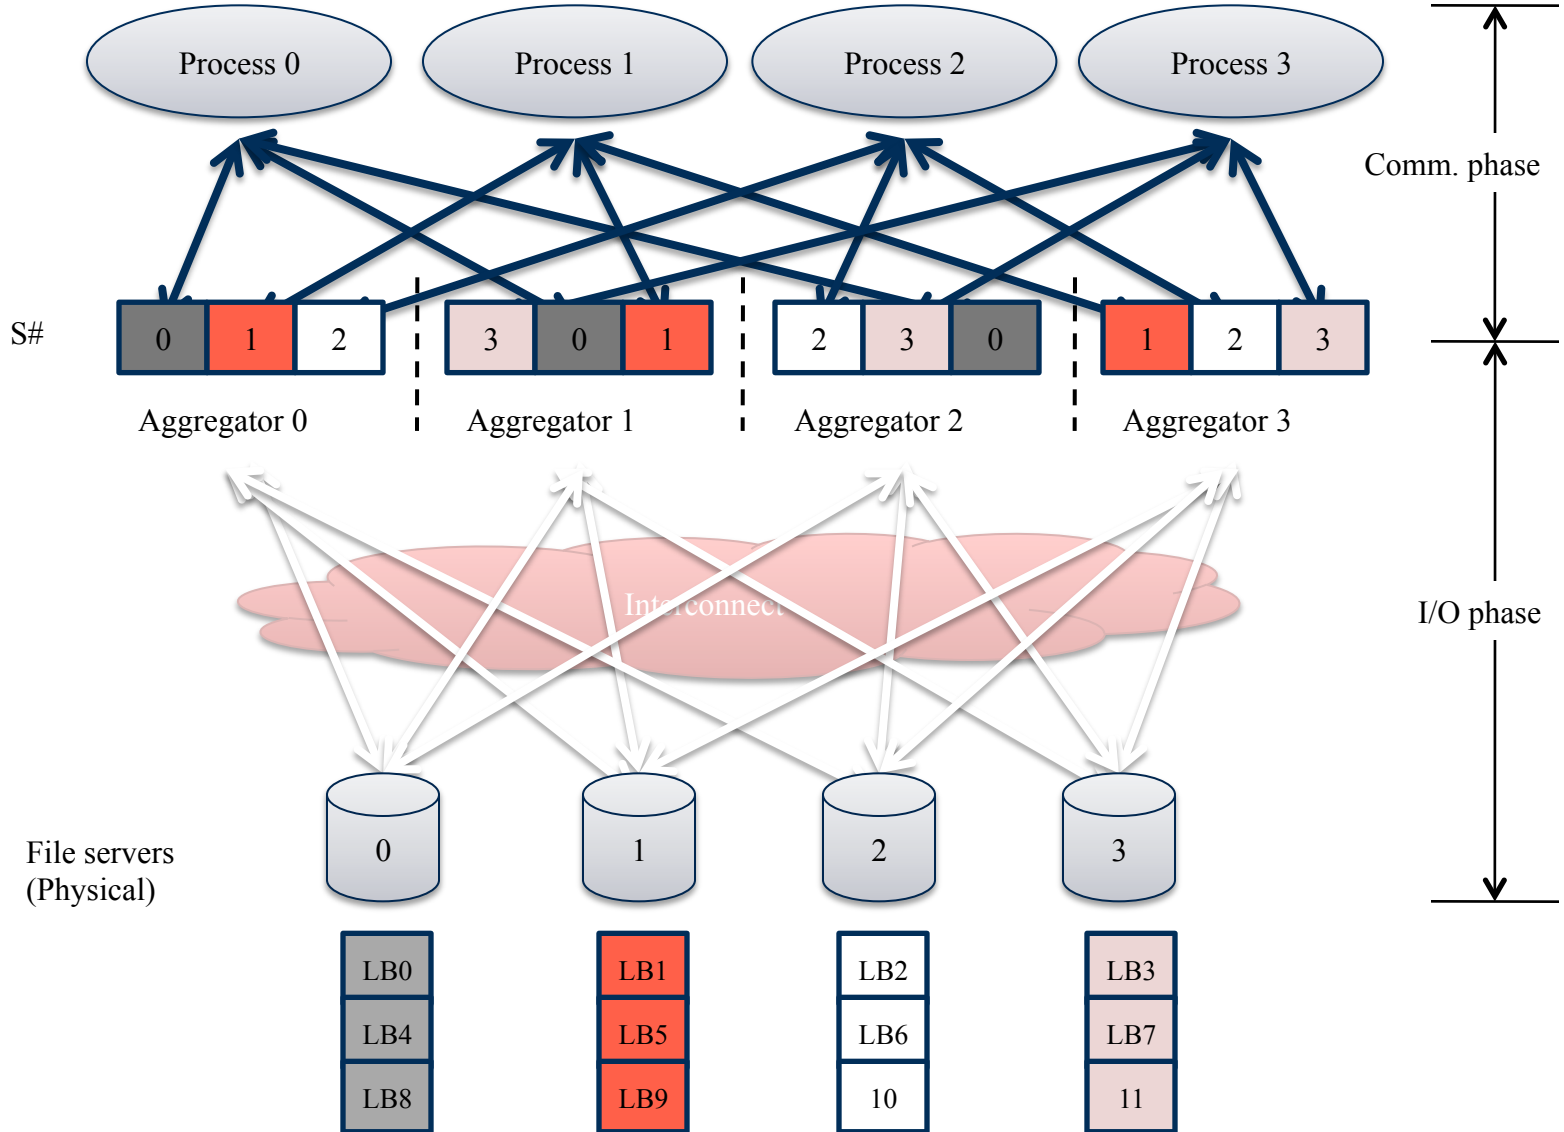 Process 0
Process 1
Process 2
Process 3
Comm. phase
S#
0 1 2
3 0 1
2 3 0
1 2 3
Aggregator 0
Aggregator 1
Aggregator 2
Aggregator 3
Interconnect
I/O phase
File servers
(Physical)
0
1
2
3
LB0
LB1
LB2
LB3
LB4
LB5
LB6
LB7
LB8
LB9
10
11